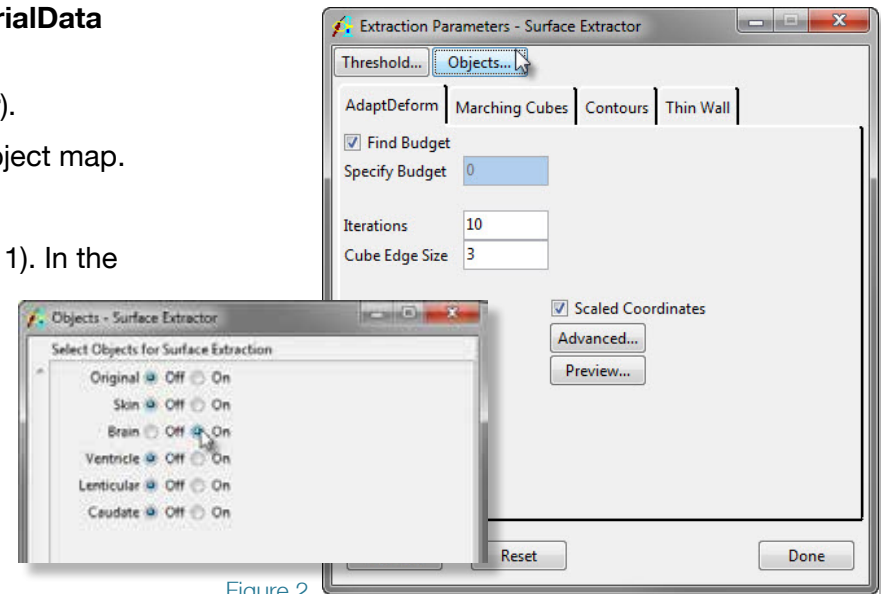 rialData
).
ject map.
1). In the
Extraction Parameters - Surface Extractor
Threshold... Objects...
AdaptDeform Marching Cubes Contours Thin Wall
Find Budget
Specify Budget 0
Iterations 10
Cube Edge Size 3
Scaled Coordinates
Advanced...
Preview...
Reset Done
Objects - Surface Extractor
Select Objects for Surface Extraction
Original Off On
Skin Off On
Brain Off On
Ventricle Off On
Lenticular Off On
Caudate Off On
Figure 2